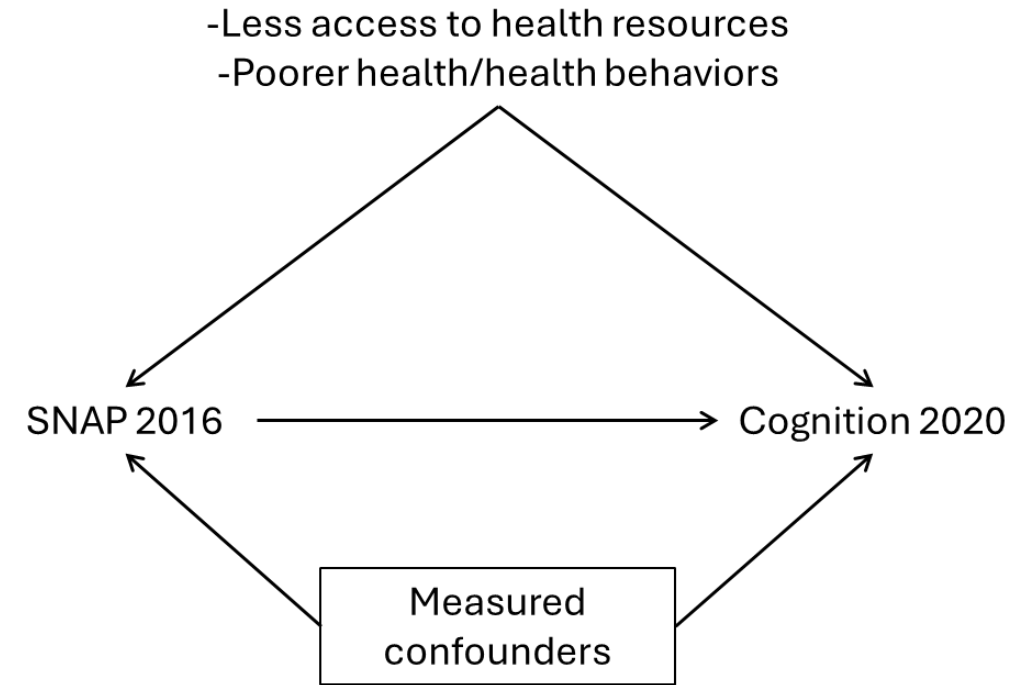 -Less access to health resources
-Poorer health/health behaviors
SNAP 2016
Cognition 2020
Measured
confounders